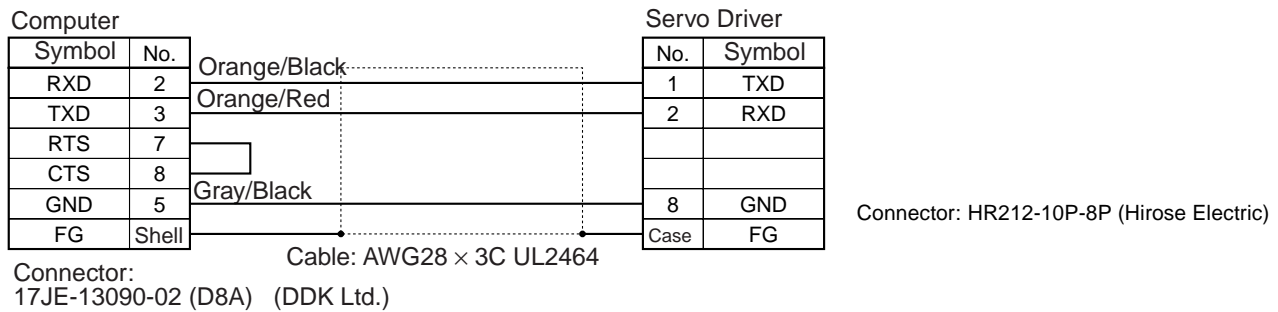 Computer
Servo Driver
Symbol No.
No. Symbol
Orange/Black
RXD 2
1 TXD
Orange/Red
TXD 3
2 RXD
RTS 7
CTS 8
Gray/Black
GND 5
8 GND
Connector: HR212-10P-8P (Hirose Electric)
FG Shell
Case FG
Cable: AWG28 × 3C UL2464
Connector:
17JE-13090-02 (D8A) (DDK Ltd.)